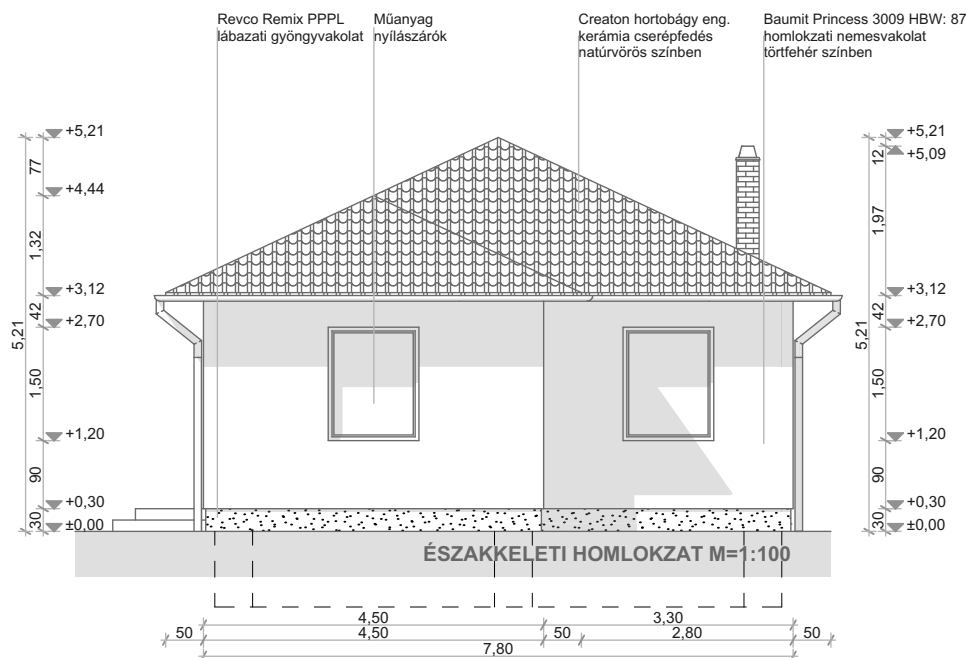 Revco Remix PPPL
lábazati gyöngyvakolat
Műanyag
nyílászárók
Creaton hortobágy eng.
kerámia cserépfedés
natúrvörös színben
Baumit Princess 3009 HBW: 87
homlokzati nemesvakolat
törtfehér színben
+5,21
+4,44
+3,12
+2,70
+1,20
+0,30
±0,00
77
1,32
42
1,50
90
30
5,21
+5,21
+5,09
+3,12
+2,70
+1,20
+0,30
±0,00
12
1,97
42
1,50
90
30
5,21
ÉSZAKKELETI HOMLOKZAT M=1:100
4,50 3,30
50 4,50 50 2,80 50
7,80